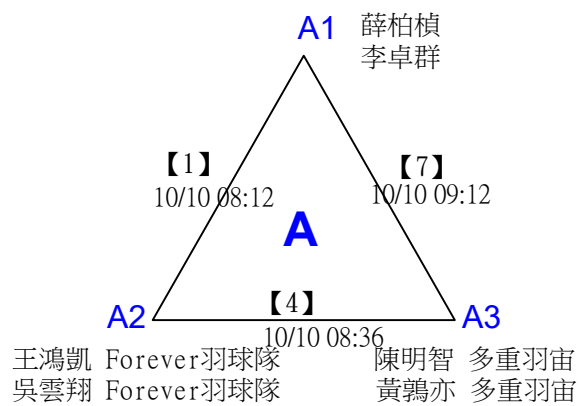 A1 薛柏楨
李卓群
【1】 【7】
10/10 08:12 10/10 09:12
A
【4】
A2 A3
10/10 08:36
王鴻凱 Forever羽球隊 陳明智 多重羽宙
吳雲翔 Forever羽球隊 黃鶉亦 多重羽宙